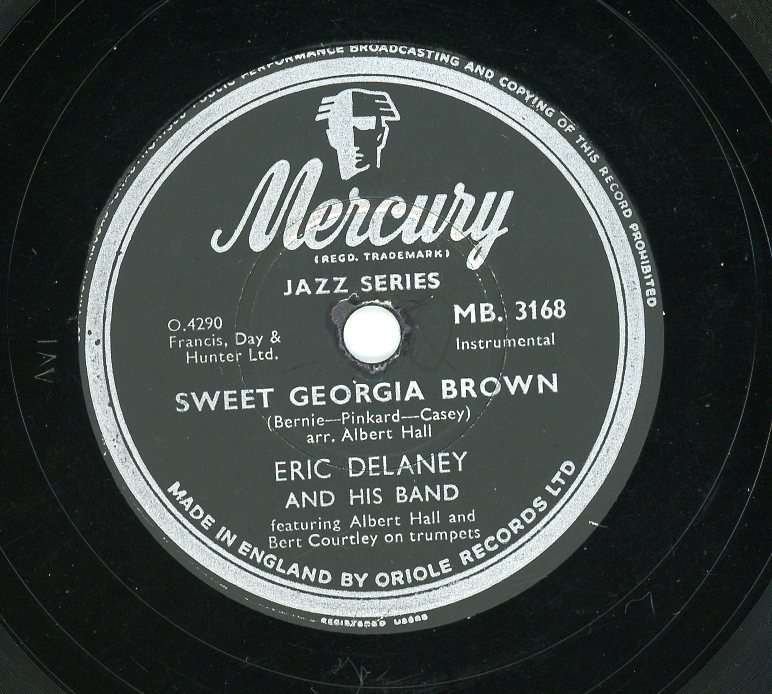 PUBLIC PERFORMANCE BROADCASTING AND COPYING OF THIS RECORD PROHIBITED
Mercury
(REGD. TRADEMARK)
JAZZ SERIES
O.4290
Francis, Day &
Hunter Ltd.
MB. 3168
Instrumental
SWEET GEORGIA BROWN
(Bernie—Pinkard—Casey)
arr. Albert Hall
ERIC DELANEY
AND HIS BAND
featuring Albert Hall and
Bert Courtley on trumpets
MADE IN ENGLAND BY ORIOLE RECORDS LTD
REGISTERED USERS